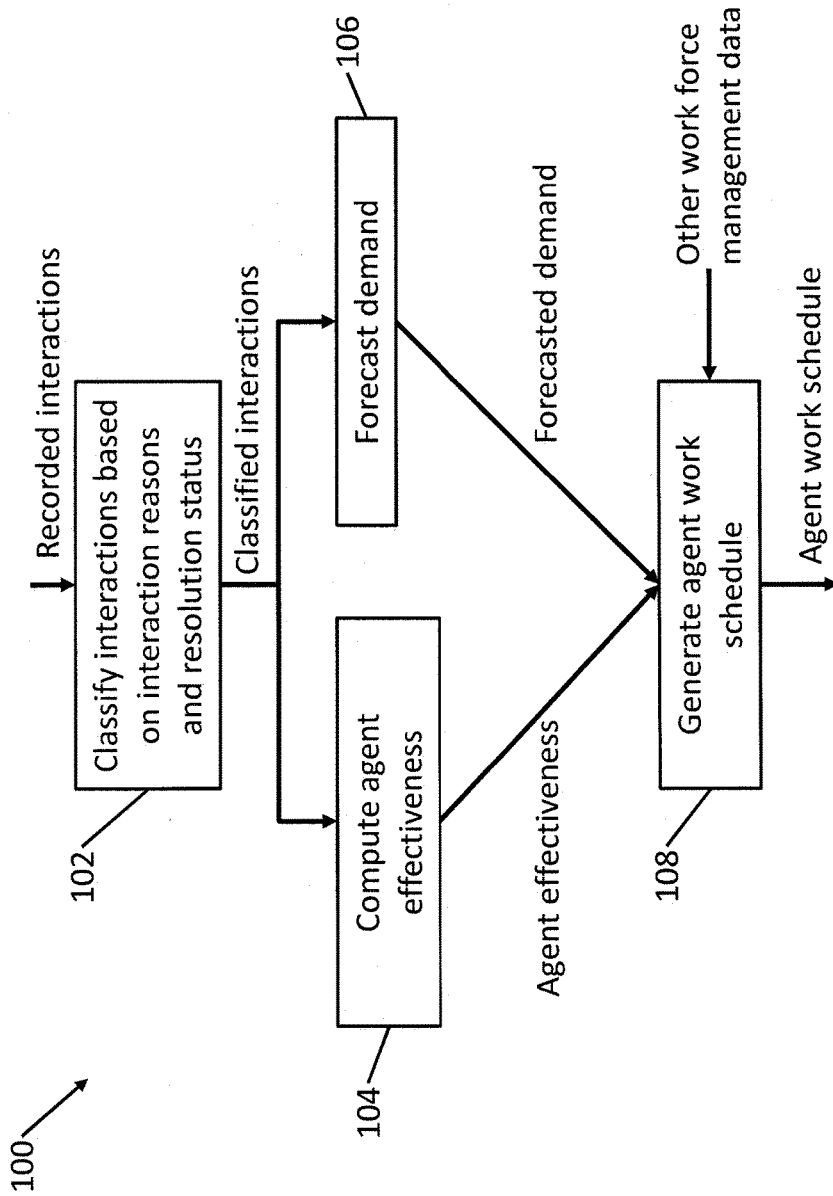 100
Recorded interactions
Classify interactions based
on interaction reasons
and resolution status
102
Classified interactions
Compute agent
effectiveness
104
Forecast demand
106
Agent effectiveness
Forecasted demand
Generate agent work
schedule
108
Other work force
management data
Agent work schedule